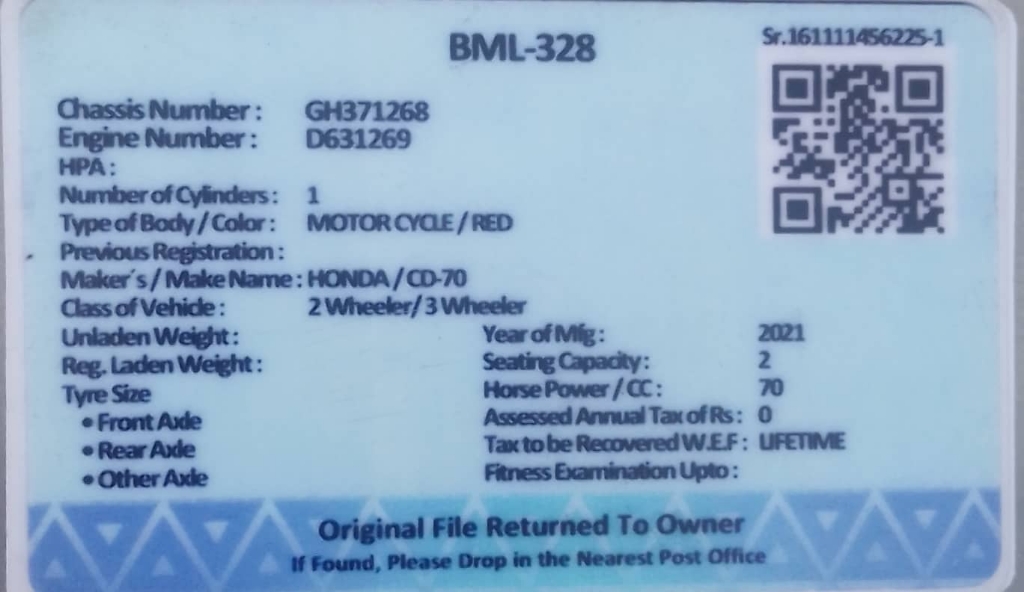 BML-328
Sr.161111456225-1
Chassis Number : GH371268
Engine Number : D631269
HPA :
Number of Cylinders : 1
Type of Body / Color : MOTOR CYCLE / RED
Previous Registration :
Maker's / Make Name : HONDA / CD-70
Class of Vehicle : 2 Wheeler/ 3 Wheeler
Unladen Weight : Year of Mfg : 2021
Reg. Laden Weight : Seating Capacity : 2
Tyre Size Horse Power / CC : 70
• Front Axle Assessed Annual Tax of Rs : 0
• Rear Axle Tax to be Recovered W.E.F : LIFETIME
• Other Axle Fitness Examination Upto :
Original File Returned To Owner
If Found, Please Drop in the Nearest Post Office